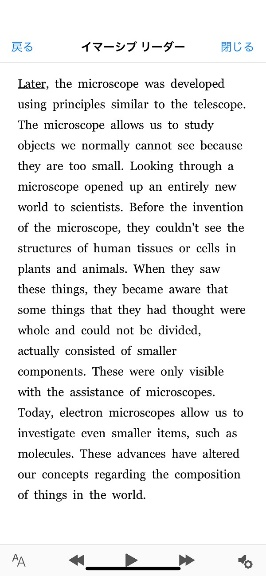 戻る イマーシブ リーダー 閉じる
Later, the microscope was developed
using principles similar to the telescope.
The microscope allows us to study
objects we normally cannot see because
they are too small. Looking through a
microscope opened up an entirely new
world to scientists. Before the invention
of the microscope, they couldn't see the
structures of human tissues or cells in
plants and animals. When they saw
these things, they became aware that
some things that they had thought were
whole and could not be divided,
actually consisted of smaller
components. These were only visible
with the assistance of microscopes.
Today, electron microscopes allow us to
investigate even smaller items, such as
molecules. These advances have altered
our concepts regarding the composition
of things in the world.
AA